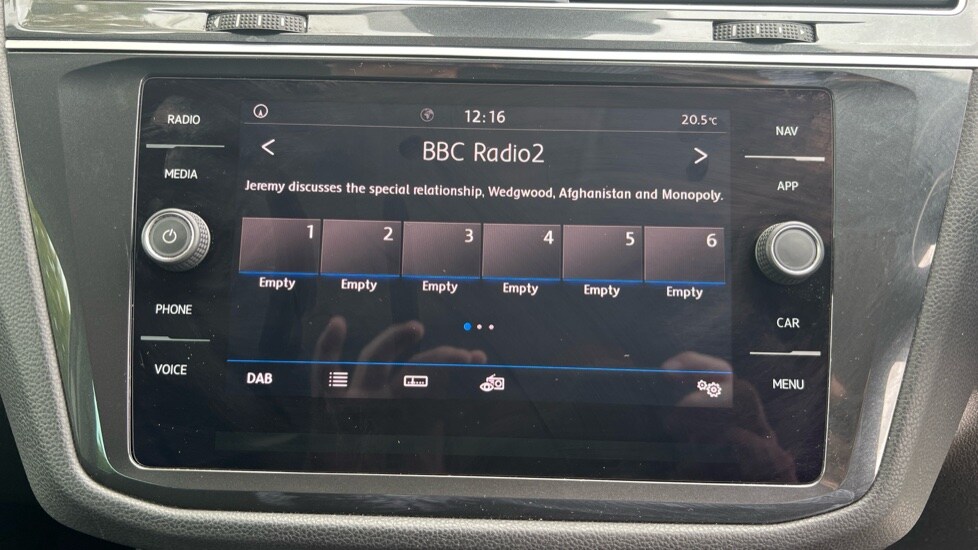 RADIO
MEDIA
PHONE
VOICE
12:16
20.5°C
< BBC Radio2 >
Jeremy discusses the special relationship, Wedgwood, Afghanistan and Monopoly.
1 2 3 4 5 6
Empty Empty Empty Empty Empty Empty
DAB
NAV
APP
CAR
MENU